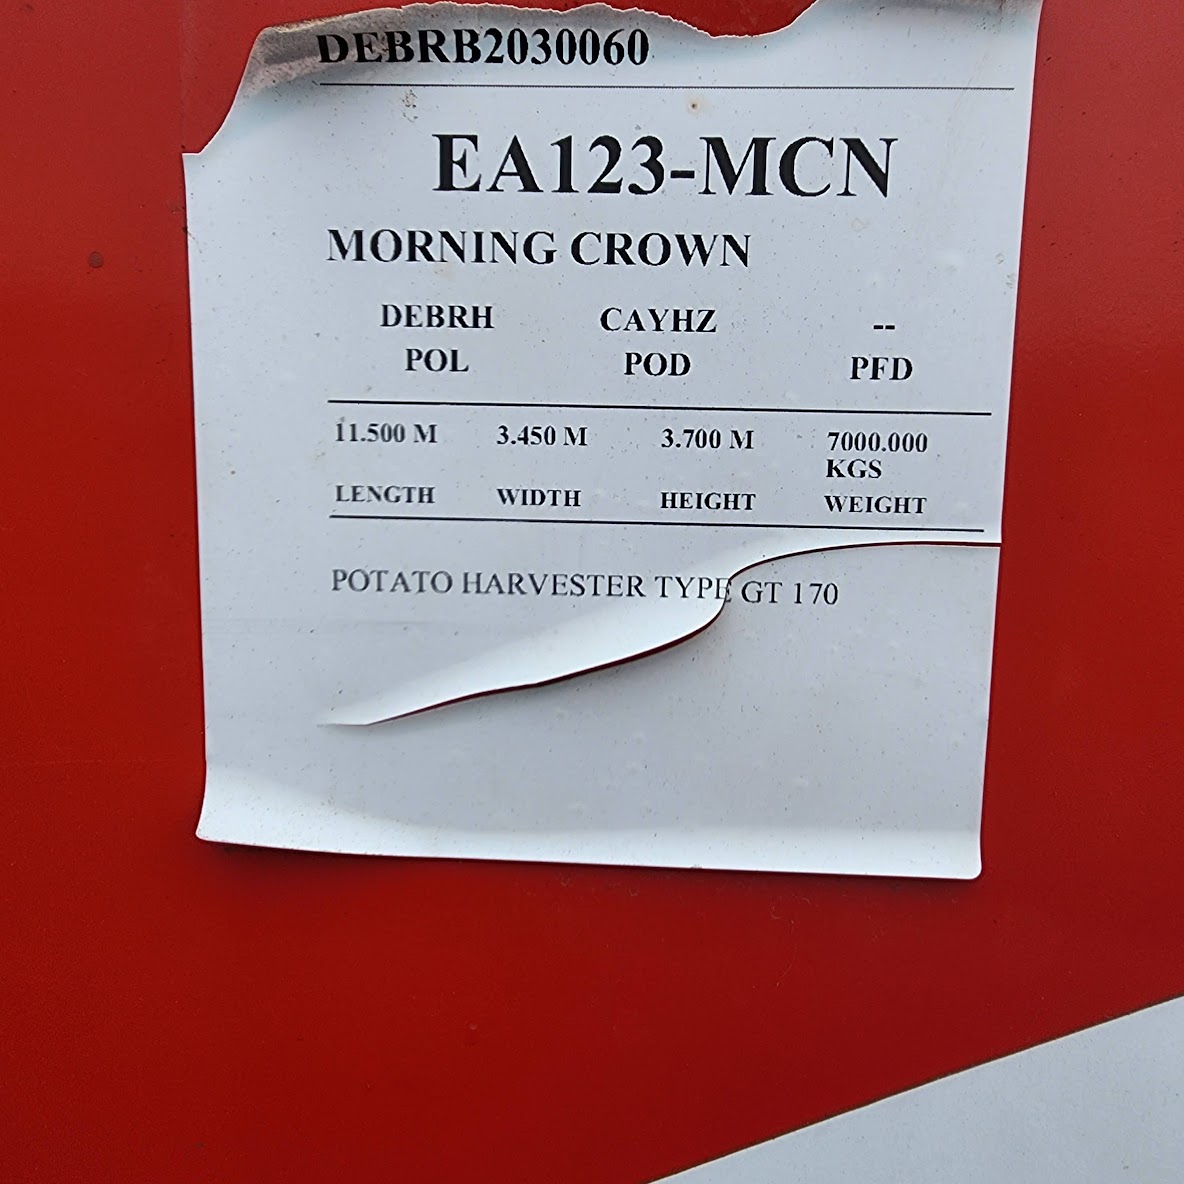 DEBRB2030060
EA123-MCN
MORNING CROWN
DEBRH CAYHZ --
POL POD PFD
11.500 M 3.450 M 3.700 M 7000.000
KGS
LENGTH WIDTH HEIGHT WEIGHT
POTATO HARVESTER TYPE GT 170